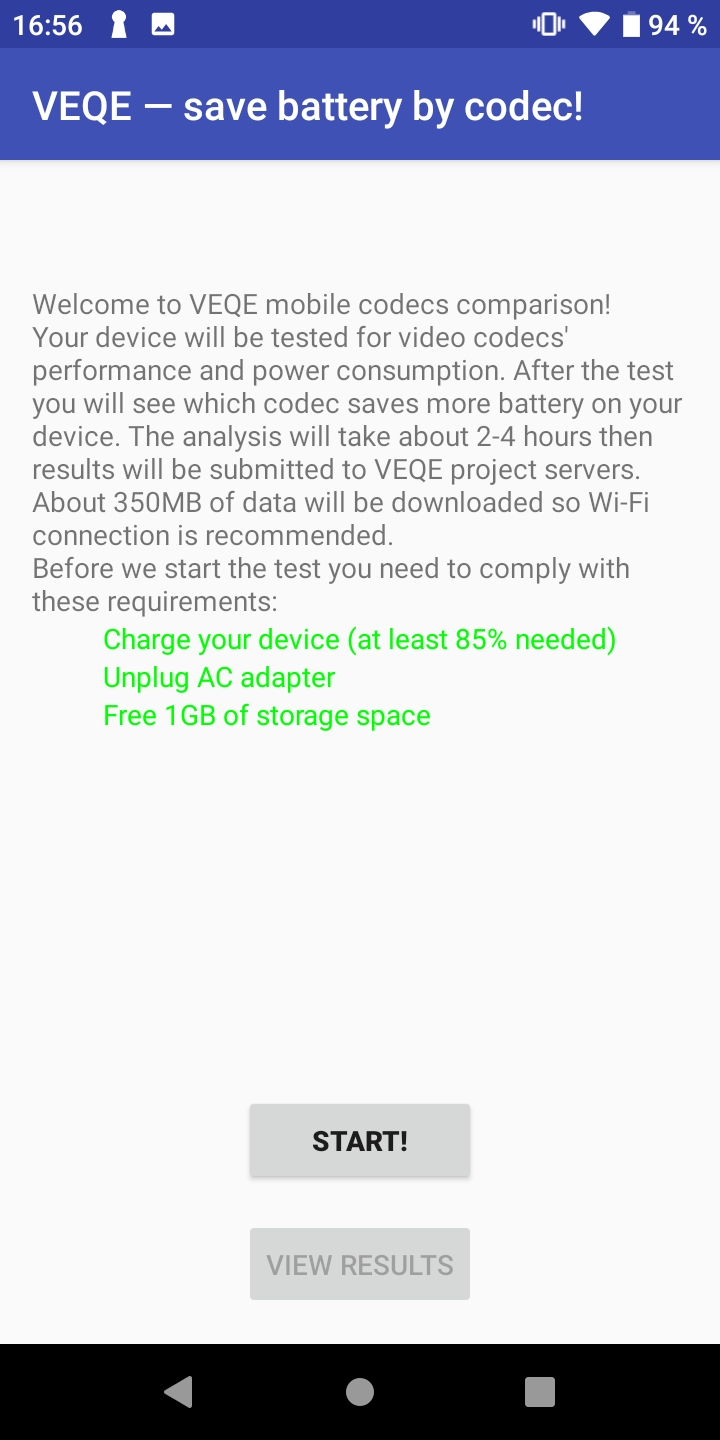 16:56
94 %
VEQE — save battery by codec!
Welcome to VEQE mobile codecs comparison!
Your device will be tested for video codecs'
performance and power consumption. After the test
you will see which codec saves more battery on your
device. The analysis will take about 2-4 hours then
results will be submitted to VEQE project servers.
About 350MB of data will be downloaded so Wi-Fi
connection is recommended.
Before we start the test you need to comply with
these requirements:
Charge your device (at least 85% needed)
Unplug AC adapter
Free 1GB of storage space
START!
VIEW RESULTS